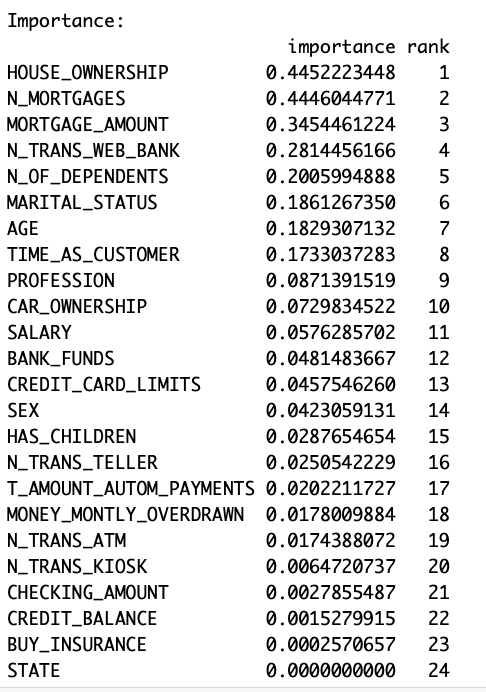 Importance:
importance rank
HOUSE_OWNERSHIP 0.4452223448 1
N_MORTGAGES 0.4446044771 2
MORTGAGE_AMOUNT 0.3454461224 3
N_TRANS_WEB_BANK 0.2814456166 4
N_OF_DEPENDENTS 0.2005994888 5
MARITAL_STATUS 0.1861267350 6
AGE 0.1829307132 7
TIME_AS_CUSTOMER 0.1733037283 8
PROFESSION 0.0871391519 9
CAR_OWNERSHIP 0.0729834522 10
SALARY 0.0576285702 11
BANK_FUNDS 0.0481483667 12
CREDIT_CARD_LIMITS 0.0457546260 13
SEX 0.0423059131 14
HAS_CHILDREN 0.0287654654 15
N_TRANS_TELLER 0.0250542229 16
T_AMOUNT_AUTOM_PAYMENTS 0.0202211727 17
MONEY_MONTLY_OVERDRAWN 0.0178009884 18
N_TRANS_ATM 0.0174388072 19
N_TRANS_KIOSK 0.0064720737 20
CHECKING_AMOUNT 0.0027855487 21
CREDIT_BALANCE 0.0015279915 22
BUY_INSURANCE 0.0002570657 23
STATE 0.0000000000 24